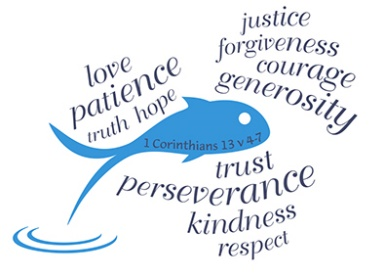 love
patience
truth hope
justice
forgiveness
courage
generosity
1 Corinthians 13 v 4-7
trust
perseverance
kindness
respect